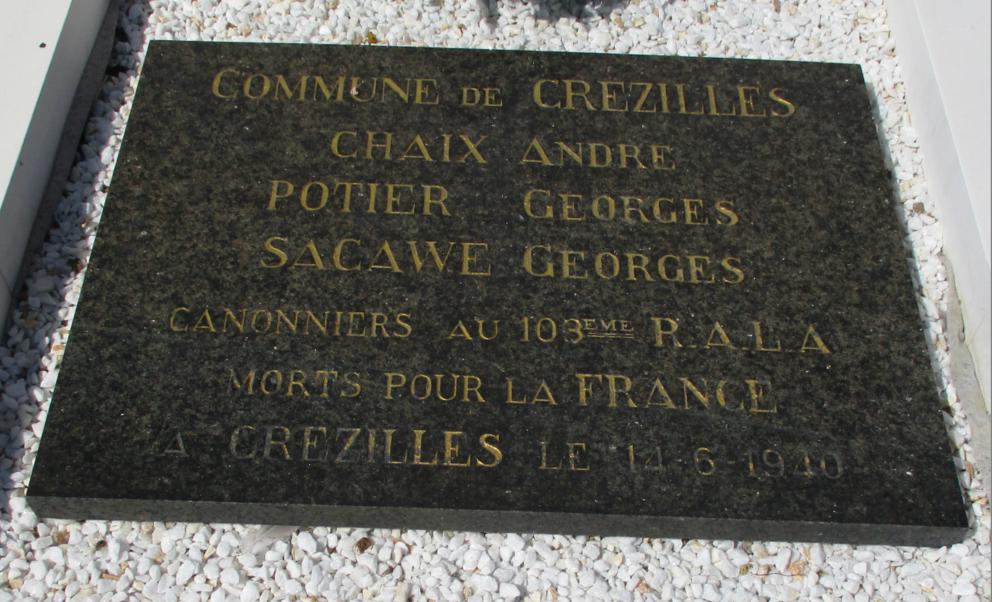 COMMUNE DE CREZILLES
CHAIX ANDRE
POTIER GEORGES
SACAWE GEORGES
CANONNIERS AU 103EME R.A.L.A
MORTS POUR LA FRANCE
A CREZILLES LE 14-6-1940